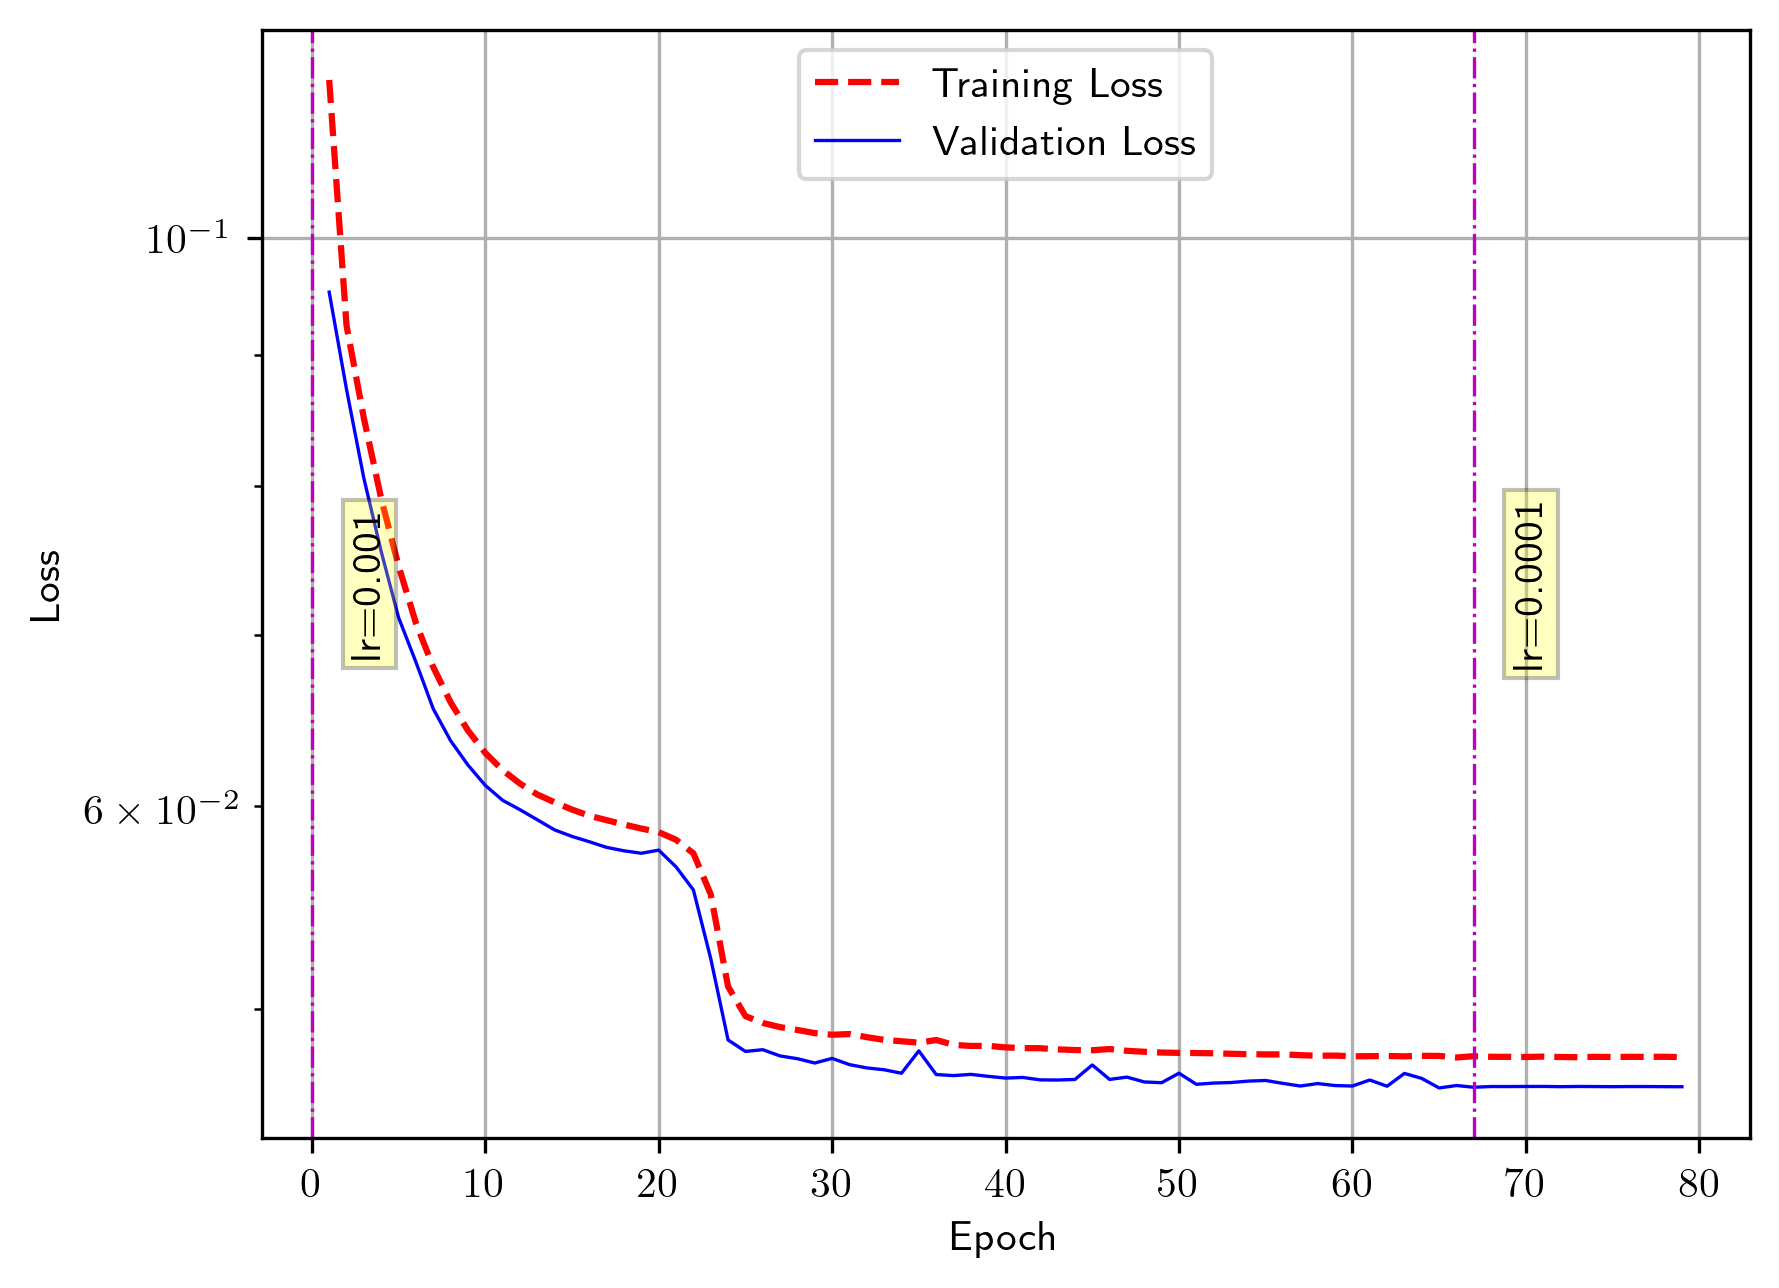 Training Loss
Validation Loss
10⁻¹
6 × 10⁻²
Loss
lr=0.001
lr=0.0001
0 10 20 30 40 50 60 70 80
Epoch